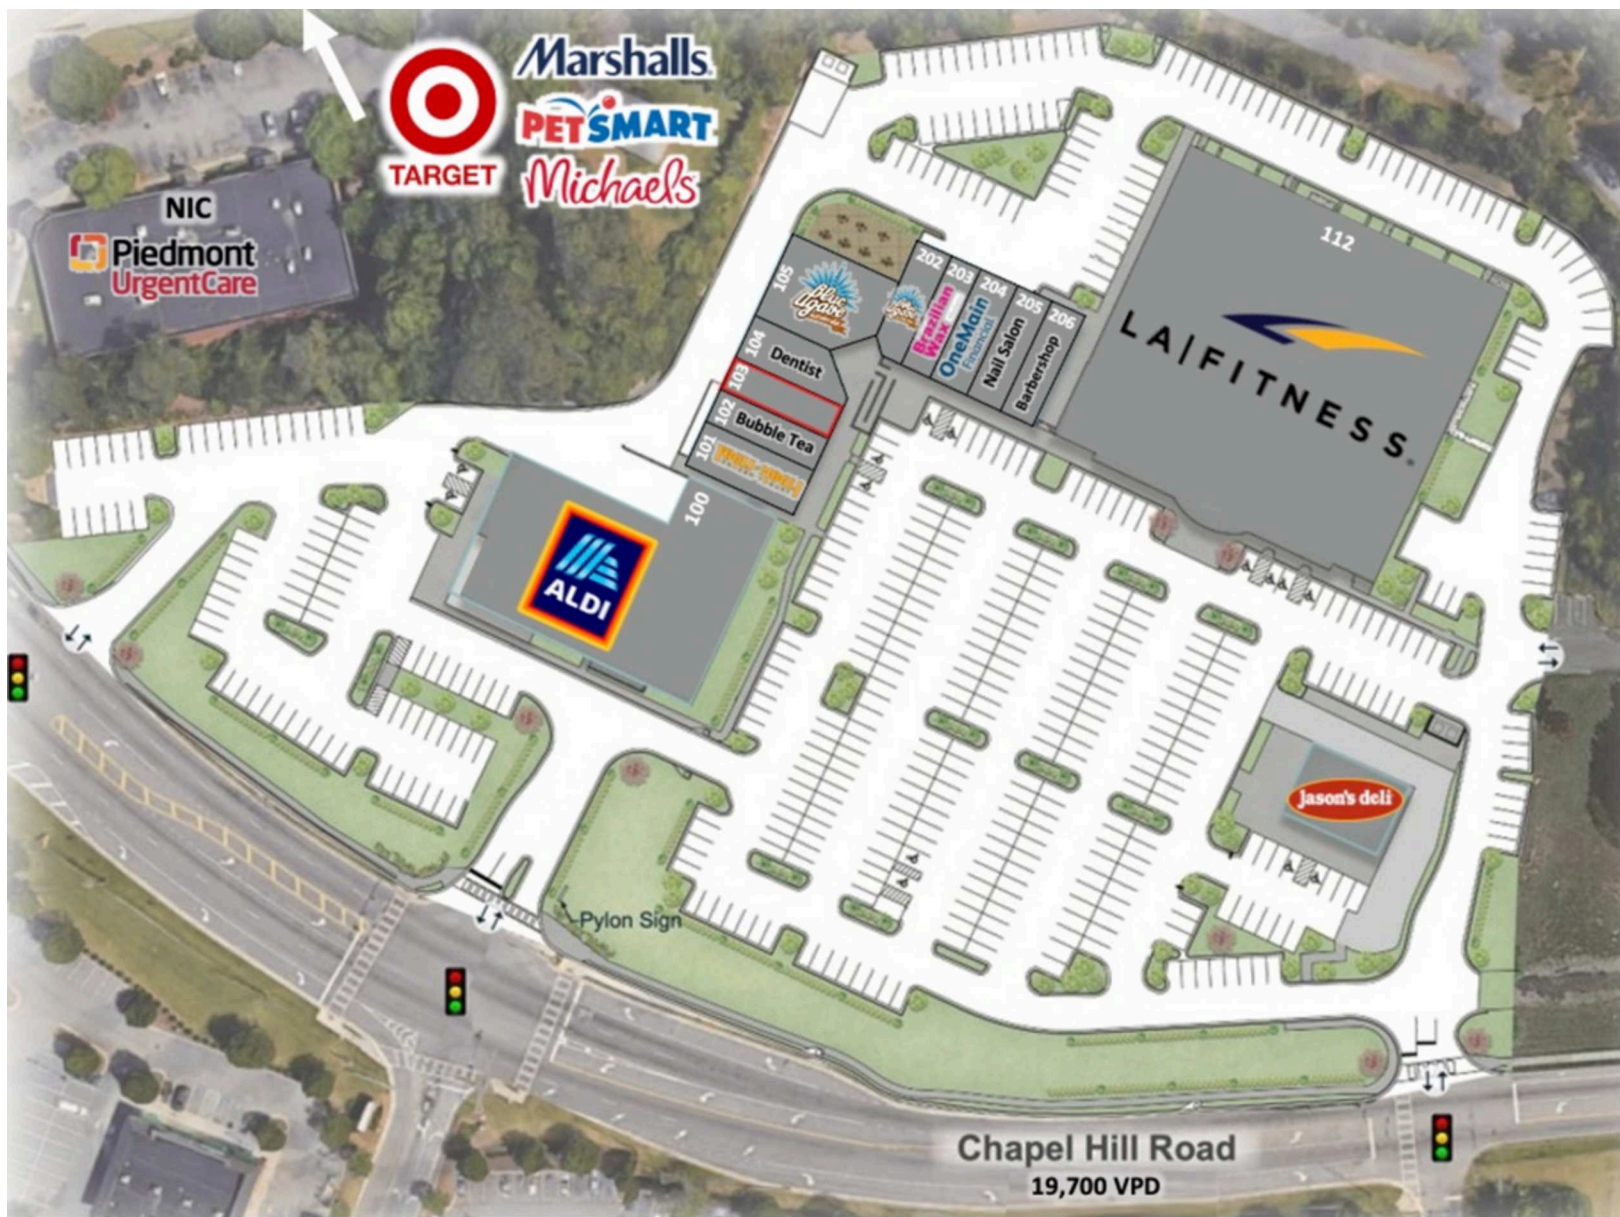 Marshalls.
PETSMART
Michaels
TARGET
NIC
Piedmont
UrgentCare
112
LA|FITNESS.
105
Blue
Agave
202
203
204
205
206
Brazilian
Wax
OneMain
Financial
Nail Salon
Barbershop
104
Dentist
103
102
Bubble Tea
101
100
ALDI
Jason's deli
Pylon Sign
Chapel Hill Road
19,700 VPD